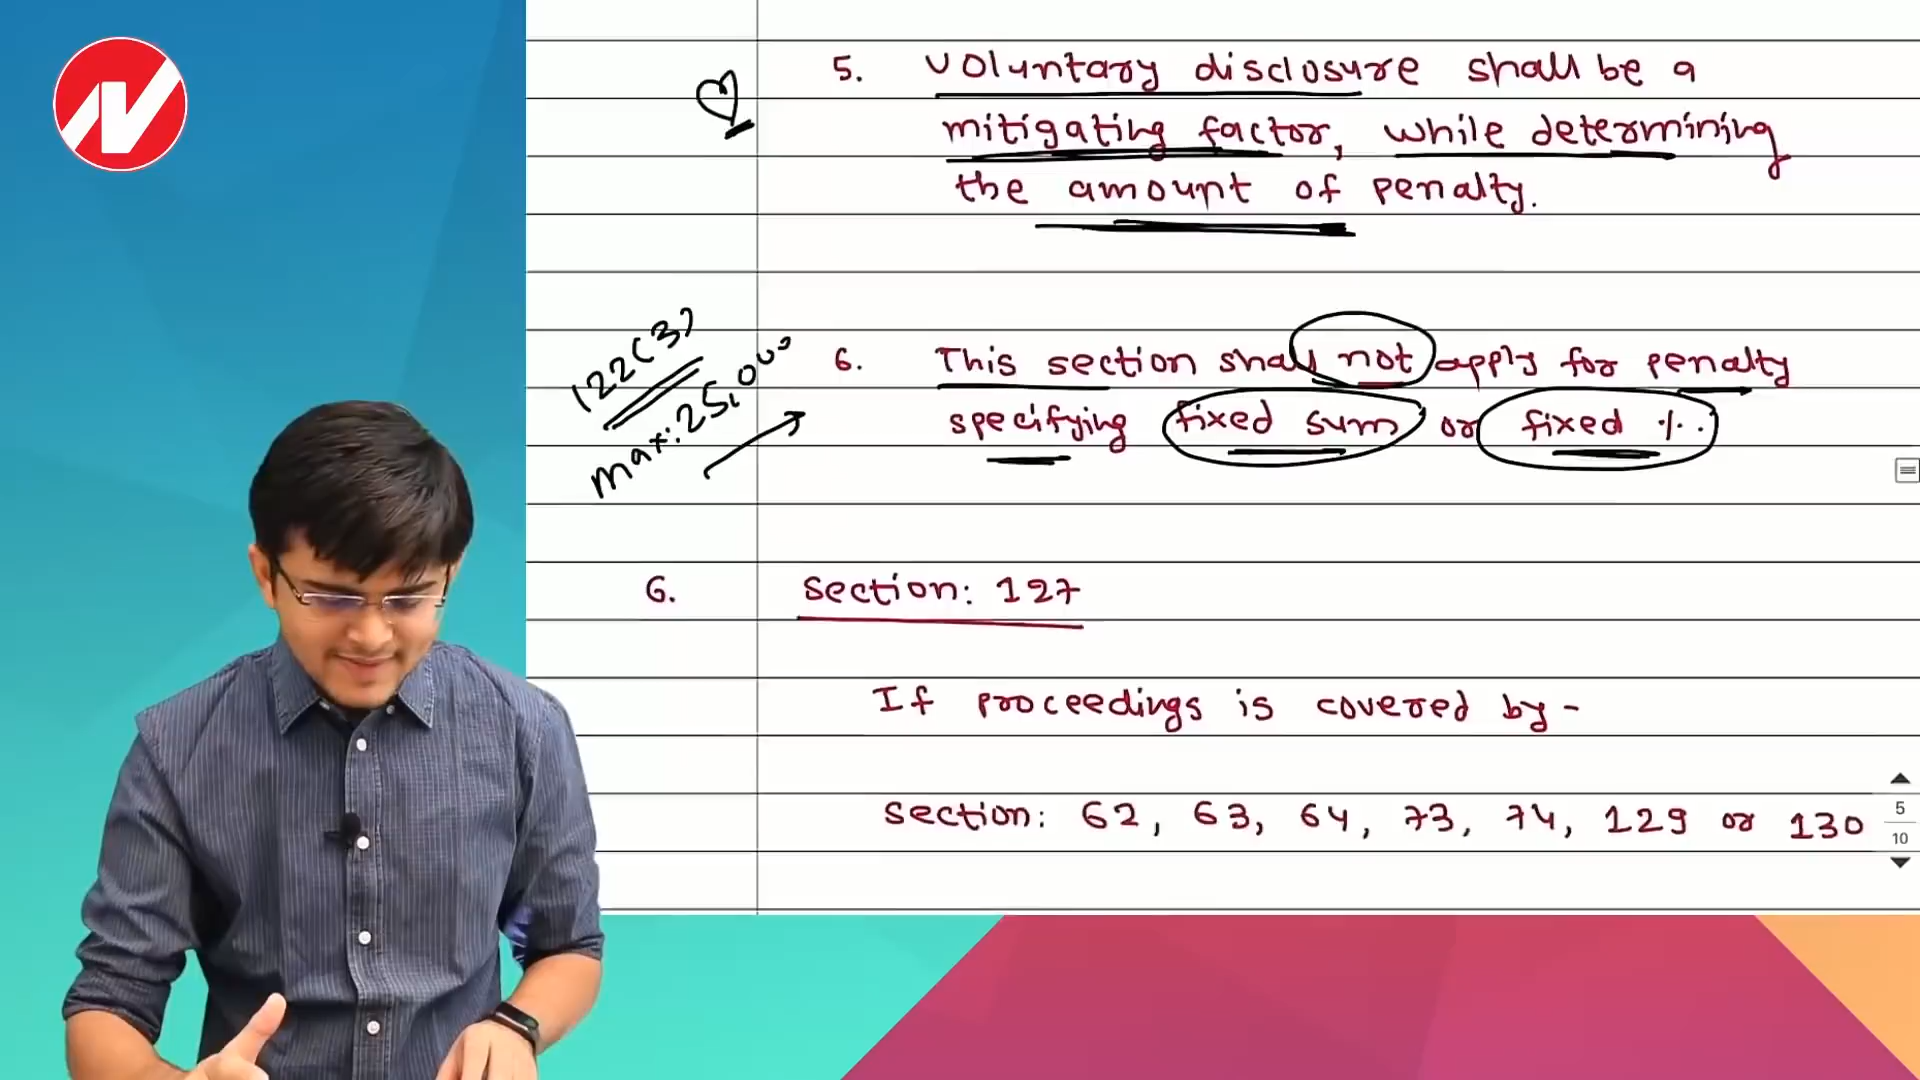 5. Voluntary disclosure shall be a
mitigating factor, while determining
the amount of penalty.
122(3)
max: 25,000
6. This section shall not apply for penalty
specifying fixed sum or fixed %.
6. Section: 127
If proceedings is covered by -
Section: 62, 63, 64, 73, 74, 129 or 130
5
10